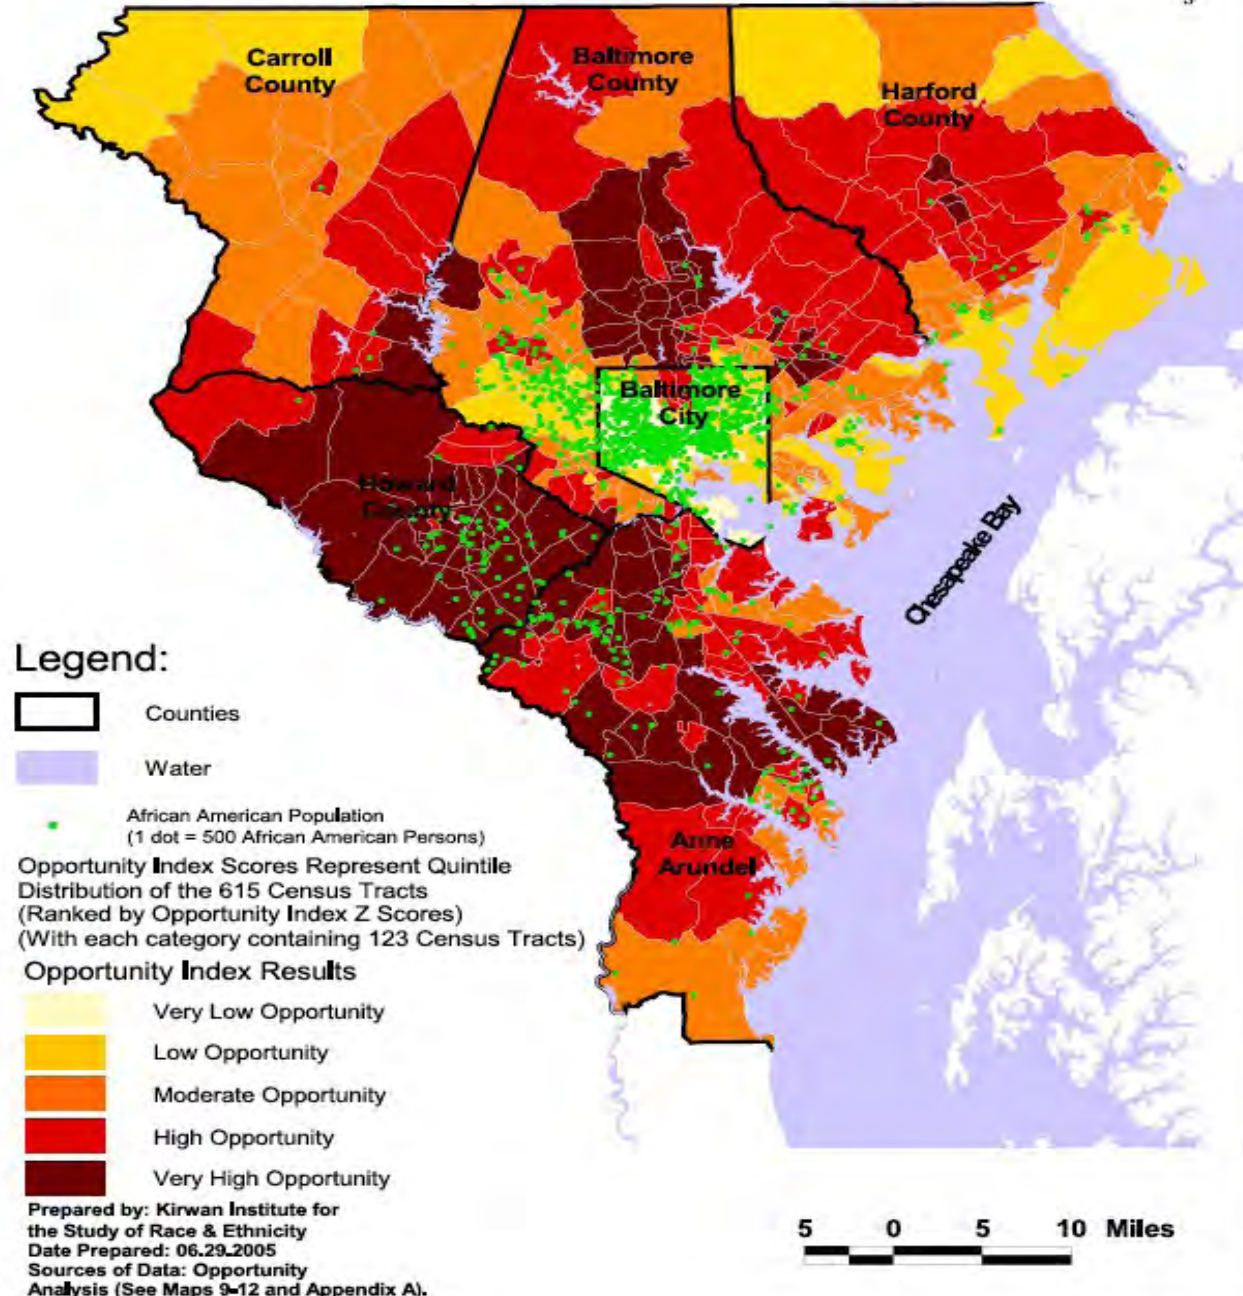 Carroll
County
Baltimore
County
Harford
County
Baltimore
City
Howard
County
Chesapeake Bay
Anne
Arundel
Legend:
Counties
Water
African American Population
(1 dot = 500 African American Persons)
Opportunity Index Scores Represent Quintile
Distribution of the 615 Census Tracts
(Ranked by Opportunity Index Z Scores)
(With each category containing 123 Census Tracts)
Opportunity Index Results
Very Low Opportunity
Low Opportunity
Moderate Opportunity
High Opportunity
Very High Opportunity
Prepared by: Kirwan Institute for
the Study of Race & Ethnicity
Date Prepared: 06.29.2005
Sources of Data: Opportunity
Analysis (See Maps 9-12 and Appendix A).
5 0 5 10 Miles